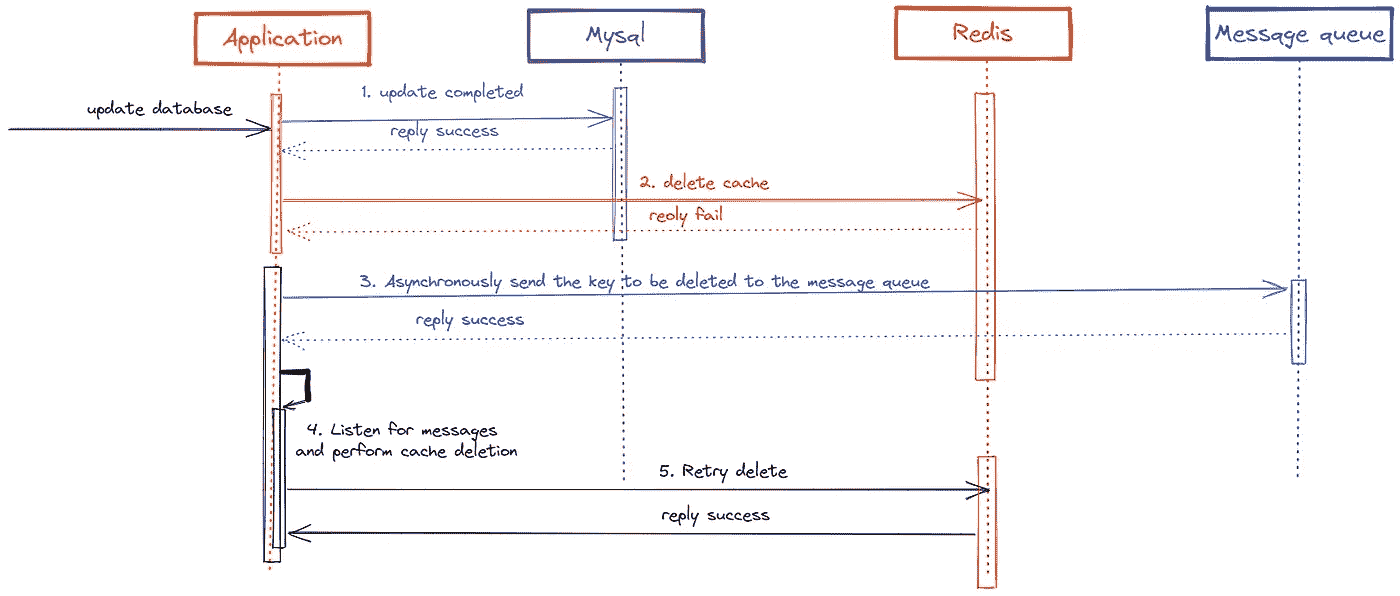 Application
Mysal
Redis
Message queue
update database
1. update completed
reply success
2. delete cache
reoly fail
3. Asynchronously send the key to be deleted to the message queue
reply success
4. Listen for messages
and perform cache deletion
5. Retry delete
reply success